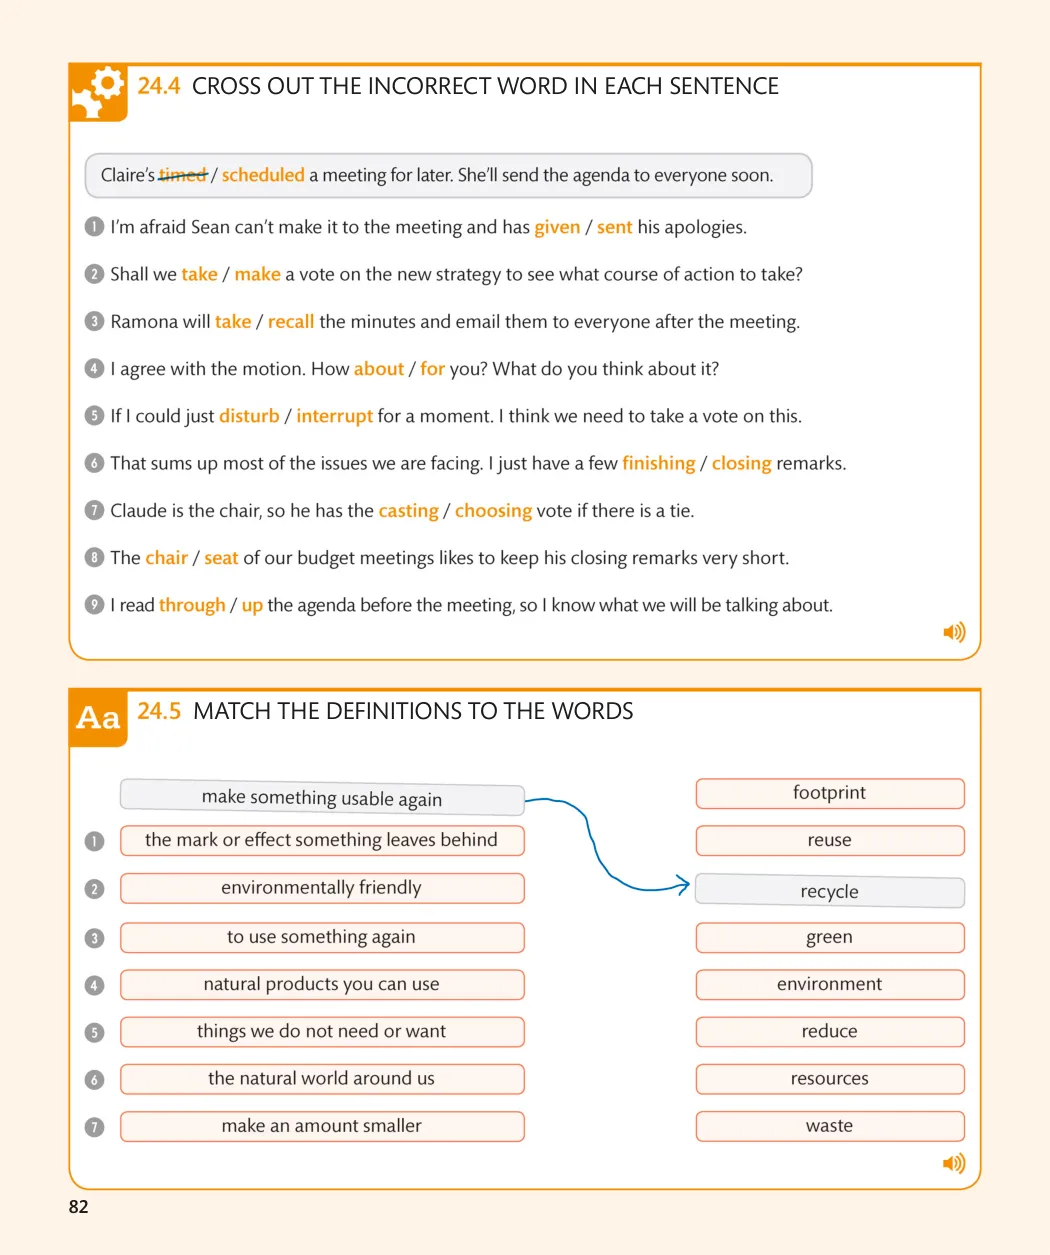 24.4 CROSS OUT THE INCORRECT WORD IN EACH SENTENCE
Claire's timed / scheduled a meeting for later. She'll send the agenda to everyone soon.
1 I'm afraid Sean can't make it to the meeting and has given / sent his apologies.
2 Shall we take / make a vote on the new strategy to see what course of action to take?
3 Ramona will take / recall the minutes and email them to everyone after the meeting.
4 I agree with the motion. How about / for you? What do you think about it?
5 If I could just disturb / interrupt for a moment. I think we need to take a vote on this.
6 That sums up most of the issues we are facing. I just have a few finishing / closing remarks.
7 Claude is the chair, so he has the casting / choosing vote if there is a tie.
8 The chair / seat of our budget meetings likes to keep his closing remarks very short.
9 I read through / up the agenda before the meeting, so I know what we will be talking about.
Aa 24.5 MATCH THE DEFINITIONS TO THE WORDS
make something usable again
footprint
1 the mark or effect something leaves behind
reuse
2 environmentally friendly
recycle
3 to use something again
green
4 natural products you can use
environment
5 things we do not need or want
reduce
6 the natural world around us
resources
7 make an amount smaller
waste
82